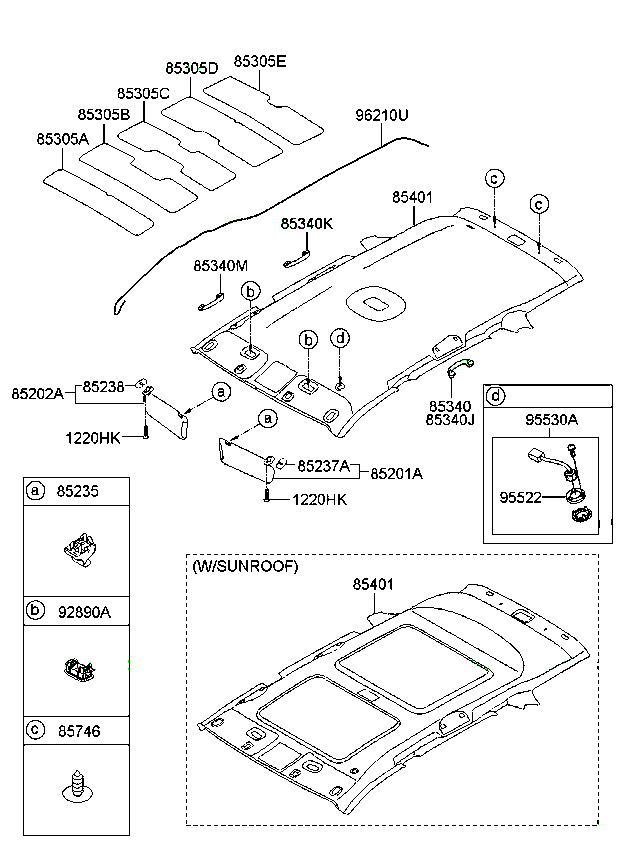 85305E
85305D
85305C
85305B
85305A
96210U
85401
c
c
85340K
85340M
b
b
d
85238
85202A
a
a
1220HK
85237A
85201A
1220HK
85340
85340J
d
95530A
95522
a 85235
b 92890A
c 85746
(W/SUNROOF)
85401